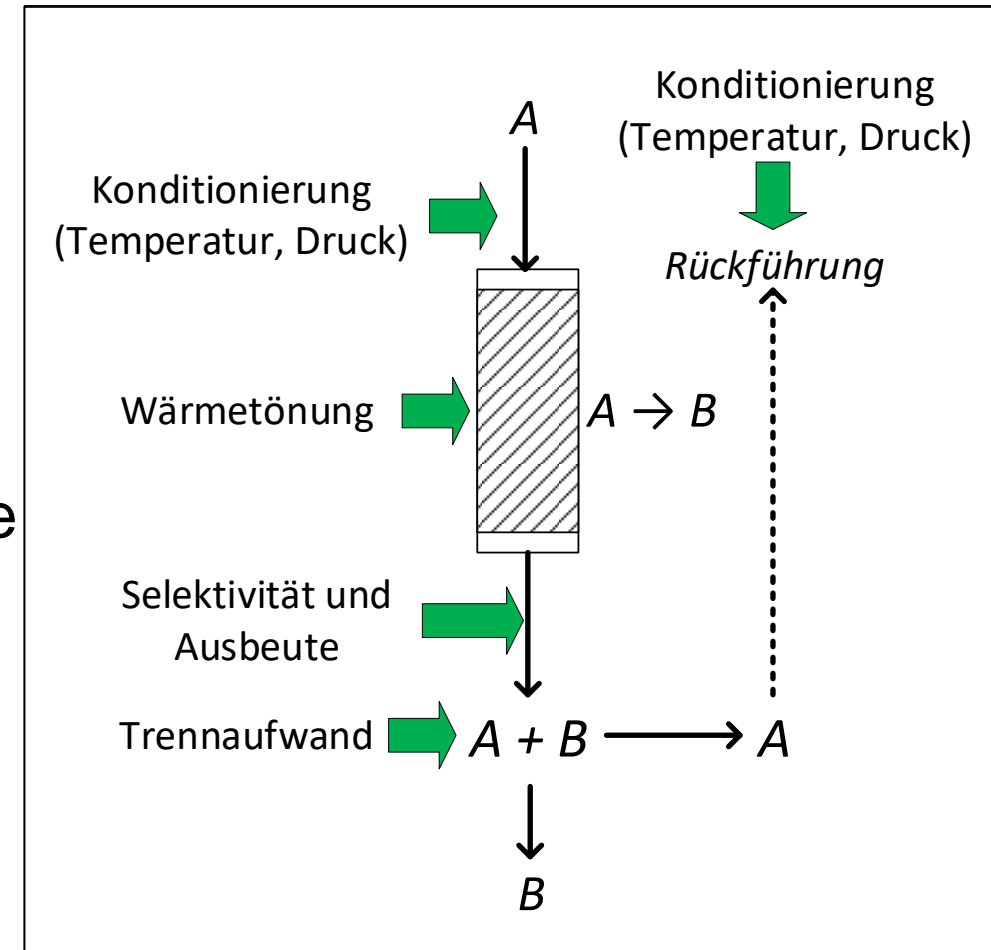 A
Konditionierung
(Temperatur, Druck)
Konditionierung
(Temperatur, Druck)
Rückführung
Wärmetönung
A → B
e
Selektivität und
Ausbeute
Trennaufwand
A + B
A
B